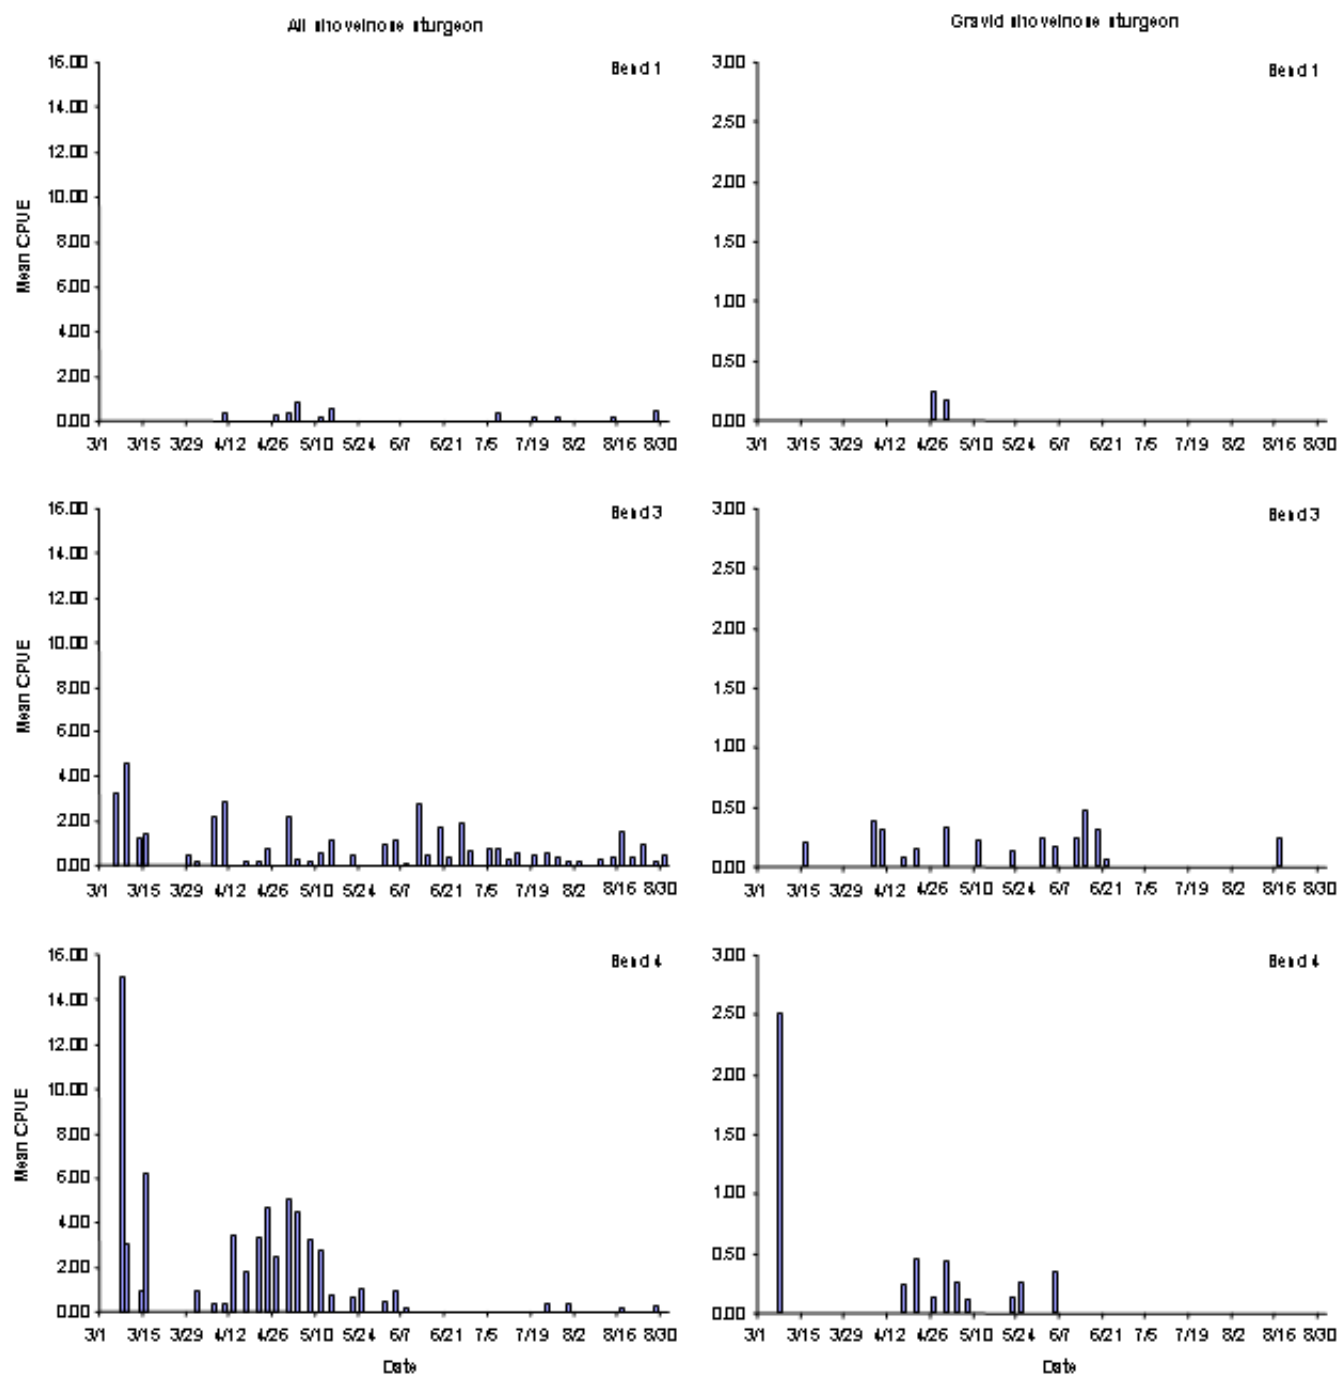 All shovelnose sturgeon
Gravid shovelnose sturgeon
Bend 1
16.00
14.00
12.00
10.00
8.00
6.00
4.00
2.00
0.00
Mean CPUE
3/1 3/15 3/29 4/12 4/26 5/10 5/24 6/7 6/21 7/5 7/19 8/2 8/16 8/30
Bend 1
3.00
2.50
2.00
1.50
1.00
0.50
0.00
3/1 3/15 3/29 4/12 4/26 5/10 5/24 6/7 6/21 7/5 7/19 8/2 8/16 8/30
Bend 3
16.00
14.00
12.00
10.00
8.00
6.00
4.00
2.00
0.00
Mean CPUE
3/1 3/15 3/29 4/12 4/26 5/10 5/24 6/7 6/21 7/5 7/19 8/2 8/16 8/30
Bend 3
3.00
2.50
2.00
1.50
1.00
0.50
0.00
3/1 3/15 3/29 4/12 4/26 5/10 5/24 6/7 6/21 7/5 7/19 8/2 8/16 8/30
Bend 4
16.00
14.00
12.00
10.00
8.00
6.00
4.00
2.00
0.00
Mean CPUE
3/1 3/15 3/29 4/12 4/26 5/10 5/24 6/7 6/21 7/5 7/19 8/2 8/16 8/30
Date
Bend 4
3.00
2.50
2.00
1.50
1.00
0.50
0.00
3/1 3/15 3/29 4/12 4/26 5/10 5/24 6/7 6/21 7/5 7/19 8/2 8/16 8/30
Date